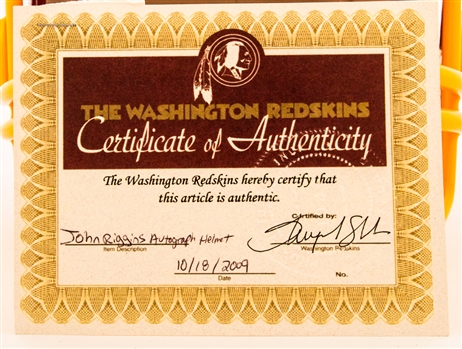 THE WASHINGTON REDSKINS
Certificate of Authenticity
The Washington Redskins hereby certify that
this article is authentic.
Certified by:
John Riggins Autograph Helmet
Item Description
Washington Redskins
10/18/2009
Date
No.